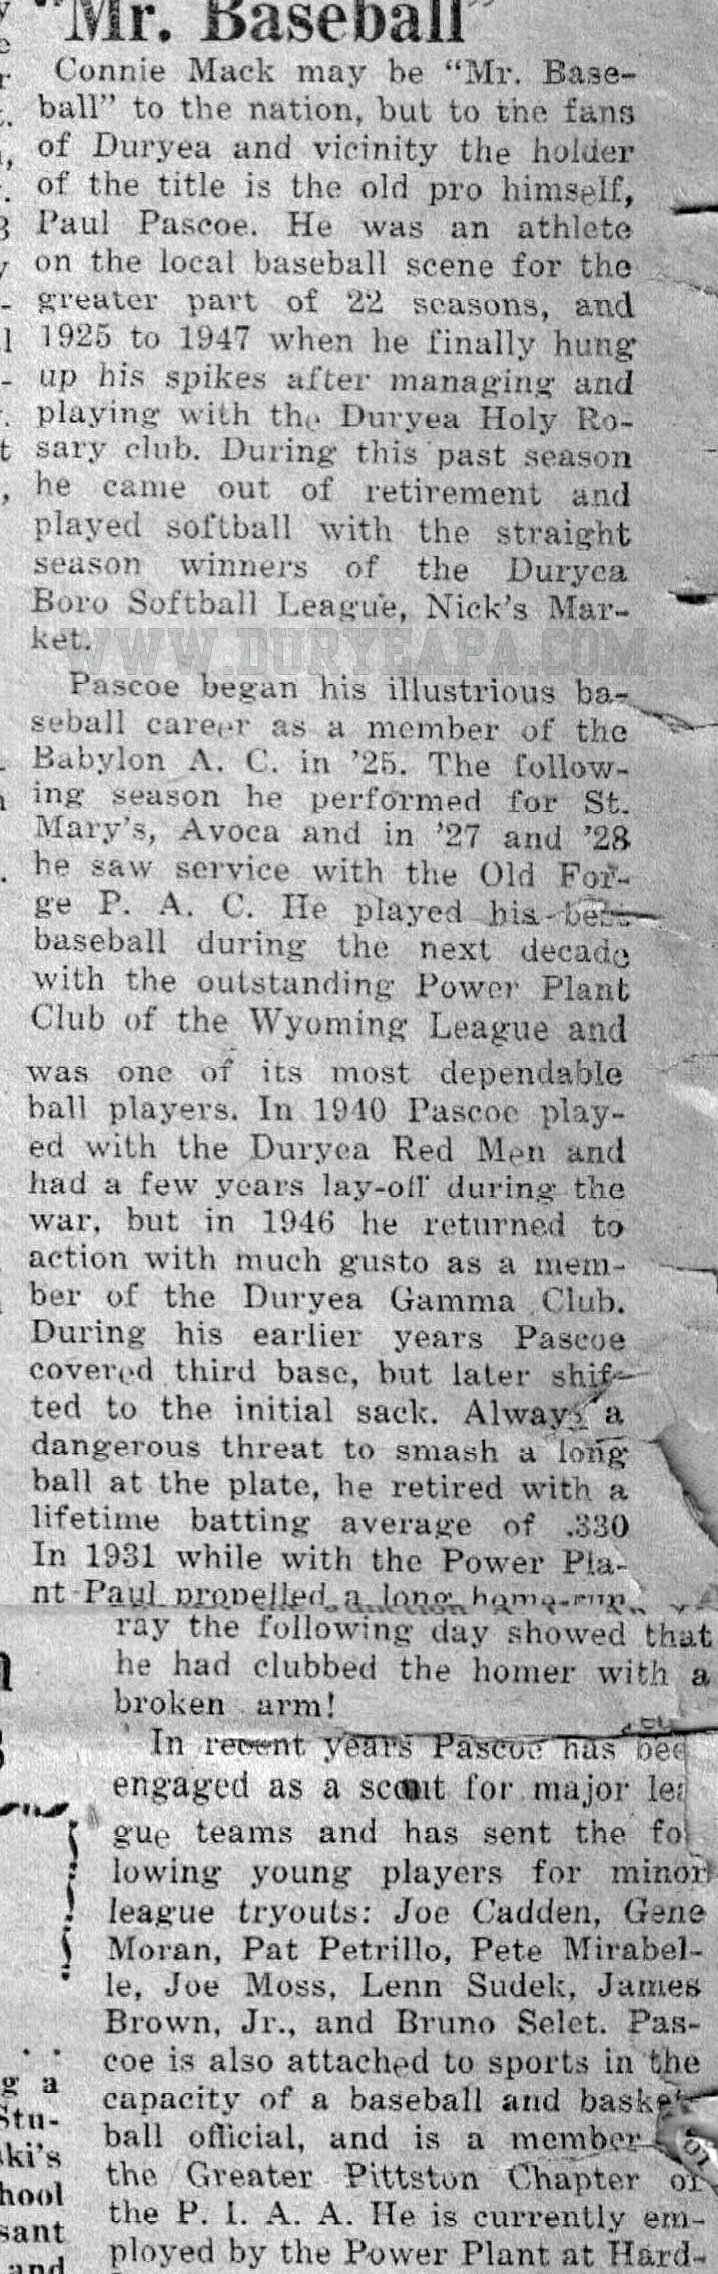 "Mr. Baseball"
Connie Mack may be "Mr. Base-
ball" to the nation, but to the fans
of Duryea and vicinity the holder
of the title is the old pro himself,
Paul Pascoe. He was an athlete
on the local baseball scene for the
greater part of 22 seasons, and
1925 to 1947 when he finally hung
up his spikes after managing and
playing with the Duryea Holy Ro-
sary club. During this past season
he came out of retirement and
played softball with the straight
season winners of the Duryea
Boro Softball League, Nick's Mar-
ket.
WWW.DURYEAPA.COM
Pascoe began his illustrious ba-
seball career as a member of the
Babylon A. C. in '25. The follow-
ing season he performed for St.
Mary's, Avoca and in '27 and '28
he saw service with the Old For-
ge P. A. C. He played his best
baseball during the next decade
with the outstanding Power Plant
Club of the Wyoming League and
was one of its most dependable
ball players. In 1940 Pascoe play-
ed with the Duryea Red Men and
had a few years lay-off during the
war, but in 1946 he returned to
action with much gusto as a mem-
ber of the Duryea Gamma Club.
During his earlier years Pascoe
covered third base, but later shif-
ted to the initial sack. Always a
dangerous threat to smash a long
ball at the plate, he retired with a
lifetime batting average of .330
In 1931 while with the Power Pla-
nt Paul propelled a long home-run
ray the following day showed that
he had clubbed the homer with a
broken arm!
In recent years Pascoe has bee
engaged as a scout for major lea
gue teams and has sent the fol
lowing young players for minor
league tryouts: Joe Cadden, Gene
Moran, Pat Petrillo, Pete Mirabel-
le, Joe Moss, Lenn Sudek, James
Brown, Jr., and Bruno Selet. Pas-
coe is also attached to sports in the
capacity of a baseball and basket-
ball official, and is a member
the Greater Pittston Chapter of
the P. I. A. A. He is currently em-
ployed by the Power Plant at Hard-
g a
Stu-
ki's
hool
sant
and